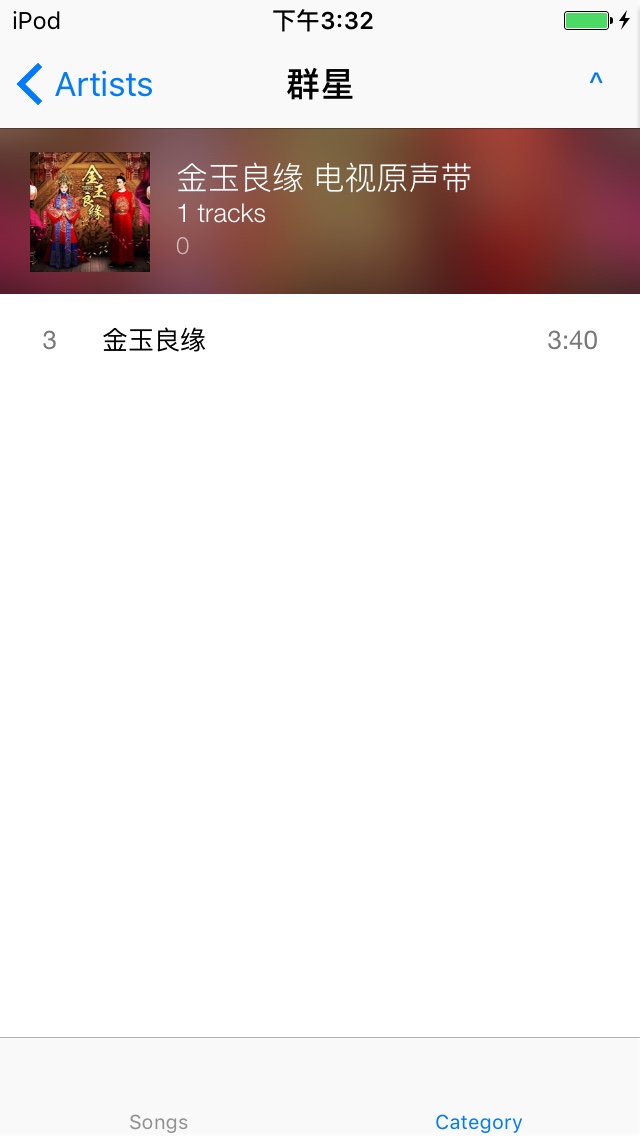 iPod 下午3:32
Artists 群星 ^
金玉良缘
金玉良缘 电视原声带
1 tracks
0
3 金玉良缘 3:40
Songs Category